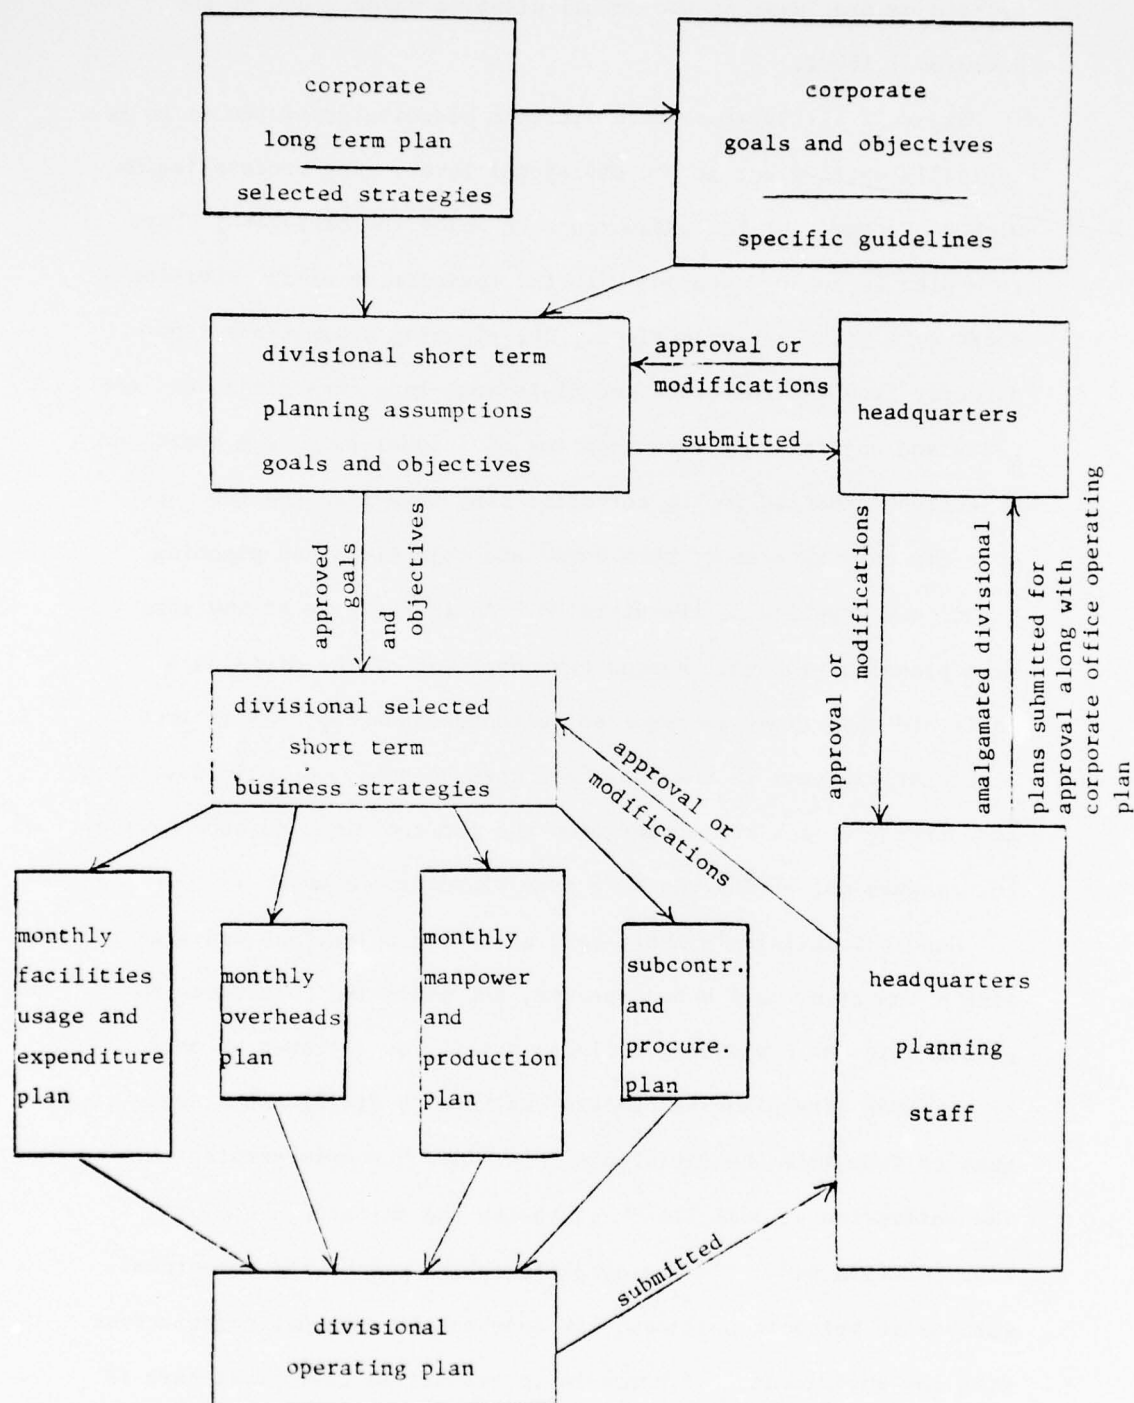 corporate
long term plan
selected strategies
corporate
goals and objectives
specific guidelines
divisional short term
planning assumptions
goals and objectives
approval or
modifications
submitted
headquarters
approved
goals
and
objectives
approval or
modifications
amalgamated divisional
plans submitted for
approval along with
corporate office operating
plan
divisional selected
short term
business strategies
approval or
modifications
monthly
facilities
usage and
expenditure
plan
monthly
overheads
plan
monthly
manpower
and
production
plan
subcontr.
and
procure.
plan
headquarters
planning
staff
submitted
divisional
operating plan